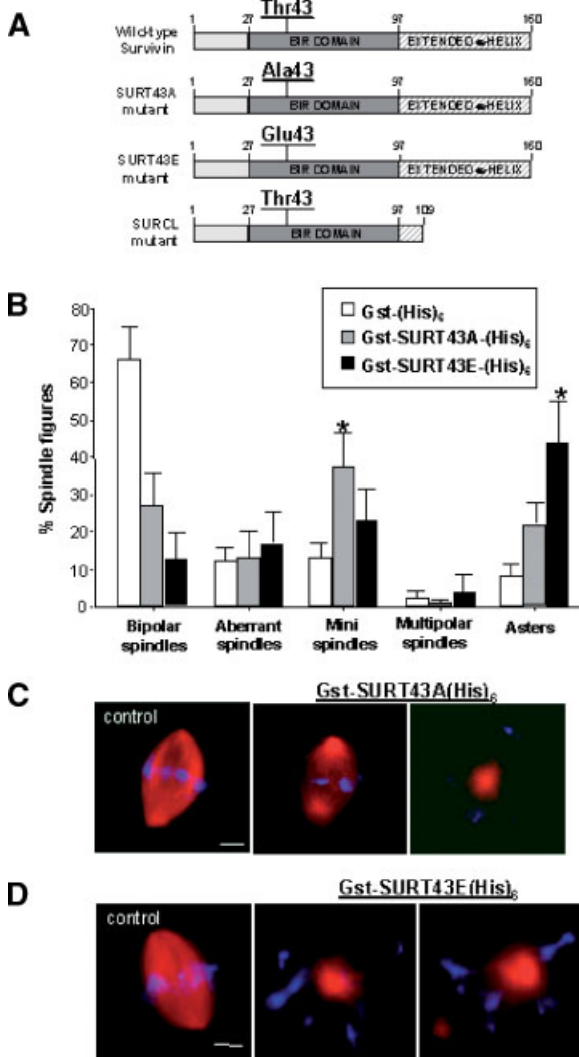 A
Thr43
Wild-type
Survivin
1 27 97 160
BIR DOMAIN
EXTENDED HELIX
Ala43
SURT43A
mutant
1 27 97 160
BIR DOMAIN
EXTENDED HELIX
Glu43
SURT43E
mutant
1 27 97 160
BIR DOMAIN
EXTENDED HELIX
Thr43
SURCL
mutant
1 27 97 109
BIR DOMAIN
B
% Spindle figures
80
70
60
50
40
30
20
10
0
Gst-(His)₆
Gst-SURT43A-(His)₆
Gst-SURT43E-(His)₆
*
*
Bipolar
spindles
Aberrant
spindles
Mini
spindles
Multipolar
spindles
Asters
C
Gst-SURT43A(His)₆
control
D
Gst-SURT43E(His)₆
control